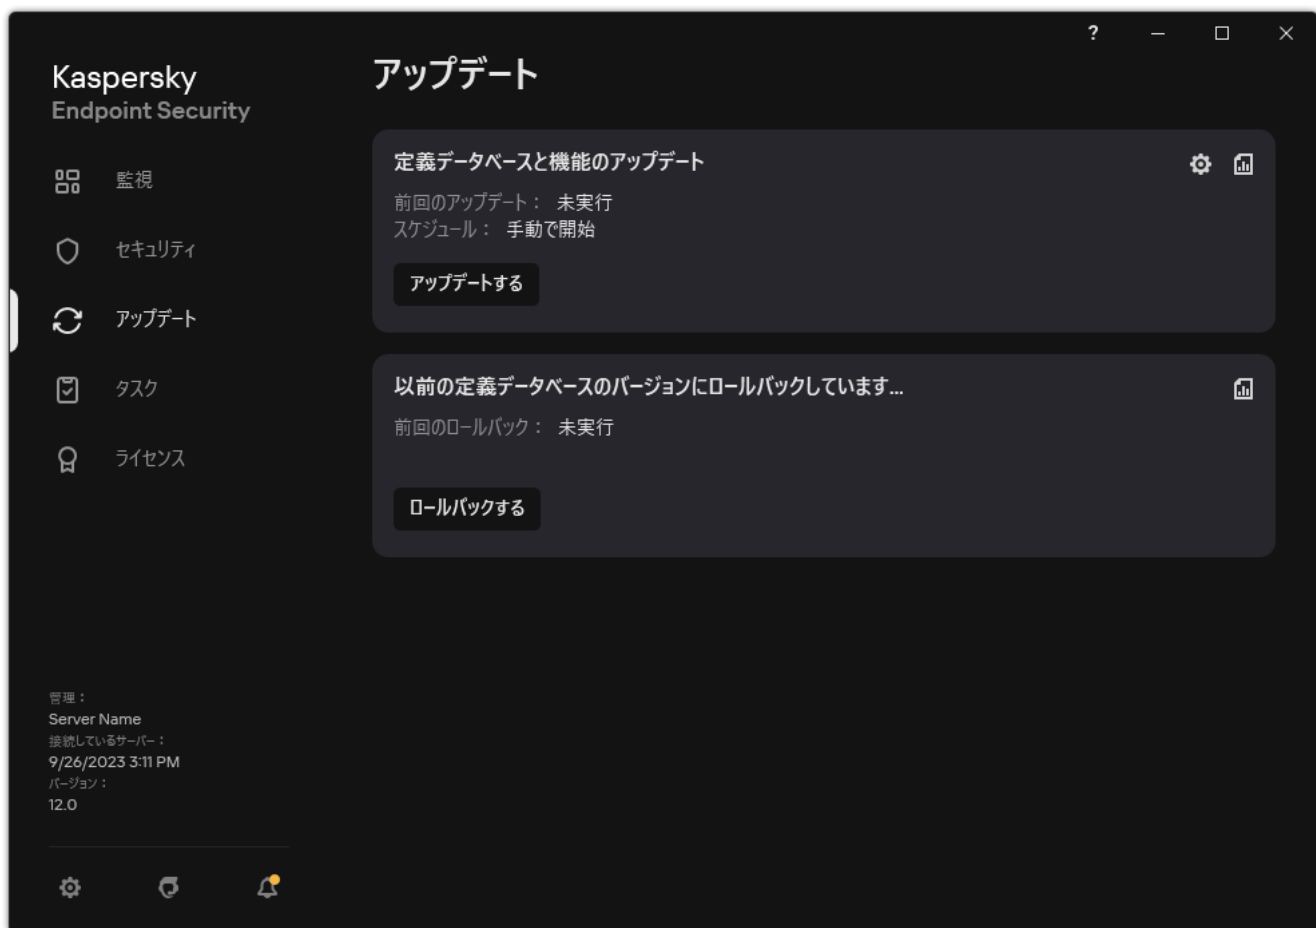 ?
Kaspersky
Endpoint Security
監視
セキュリティ
アップデート
タスク
ライセンス
管理：
Server Name
接続しているサーバー：
9/26/2023 3:11 PM
バージョン：
12.0
アップデート
定義データベースと機能のアップデート
前回のアップデート： 未実行
スケジュール： 手動で開始
アップデートする
以前の定義データベースのバージョンにロールバックしています...
前回のロールバック： 未実行
ロールバックする